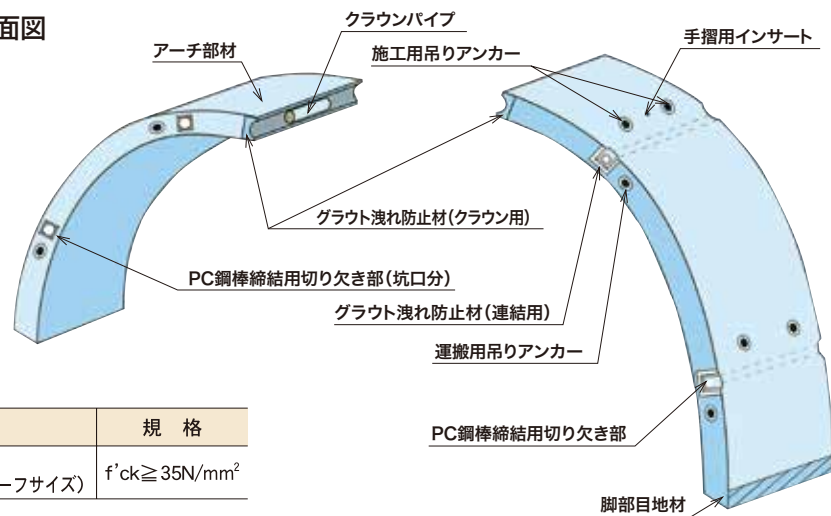 面図
クラウンパイプ
アーチ部材
施工用吊りアンカー
手摺用インサート
グラウト洩れ防止材(クラウン用)
PC鋼棒締結用切り欠き部(坑口分)
グラウト洩れ防止材(連結用)
運搬用吊りアンカー
PC鋼棒締結用切り欠き部
脚部目地材
規 格
ーフサイズ)
f'ck≧35N/mm²